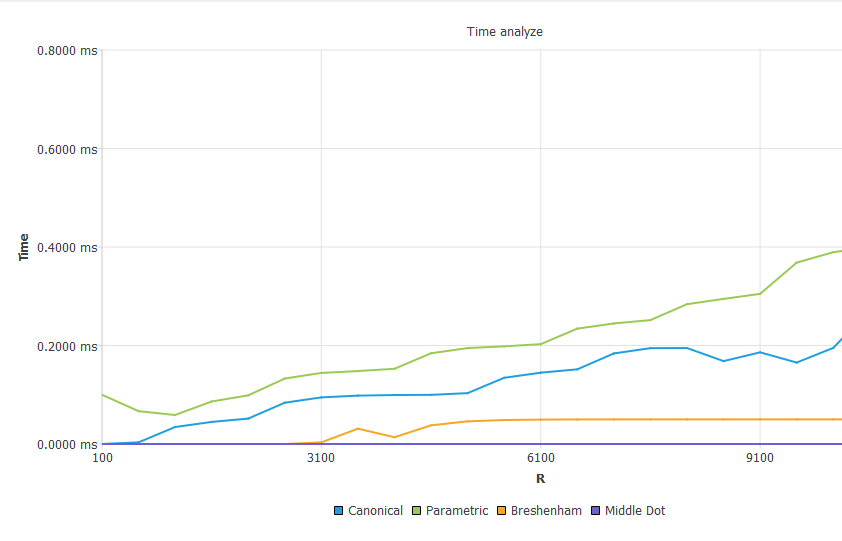 Time analyze
0.8000 ms
0.6000 ms
Time
0.4000 ms
0.2000 ms
0.0000 ms
100 3100 6100 9100
R
Canonical Parametric Breshenham Middle Dot